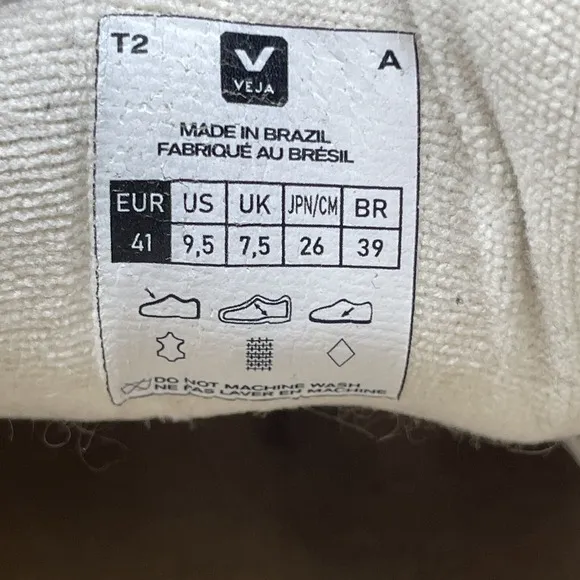 T2
V
VEJA
A
MADE IN BRAZIL
FABRIQUÉ AU BRÉSIL
EUR US UK JPN/CM BR
41 9,5 7,5 26 39
DO NOT MACHINE WASH
NE PAS LAVER EN MACHINE